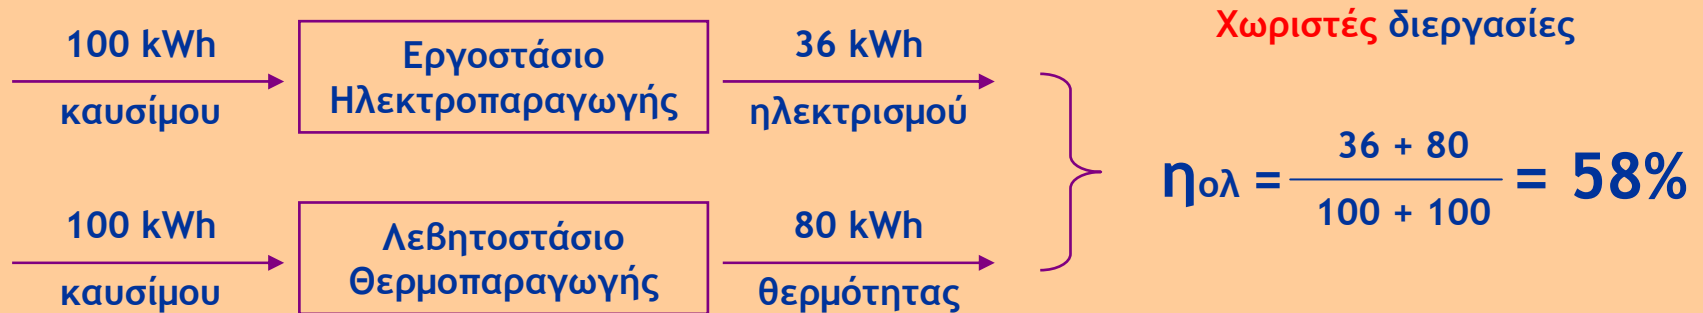 Χωριστές διεργασίες
100 kWh
καυσίμου
Εργοστάσιο
Ηλεκτροπαραγωγής
36 kWh
ηλεκτρισμού
100 kWh
καυσίμου
Λεβητοστάσιο
Θερμοπαραγωγής
80 kWh
θερμότητας
ηολ = 36 + 80 / 100 + 100 = 58%